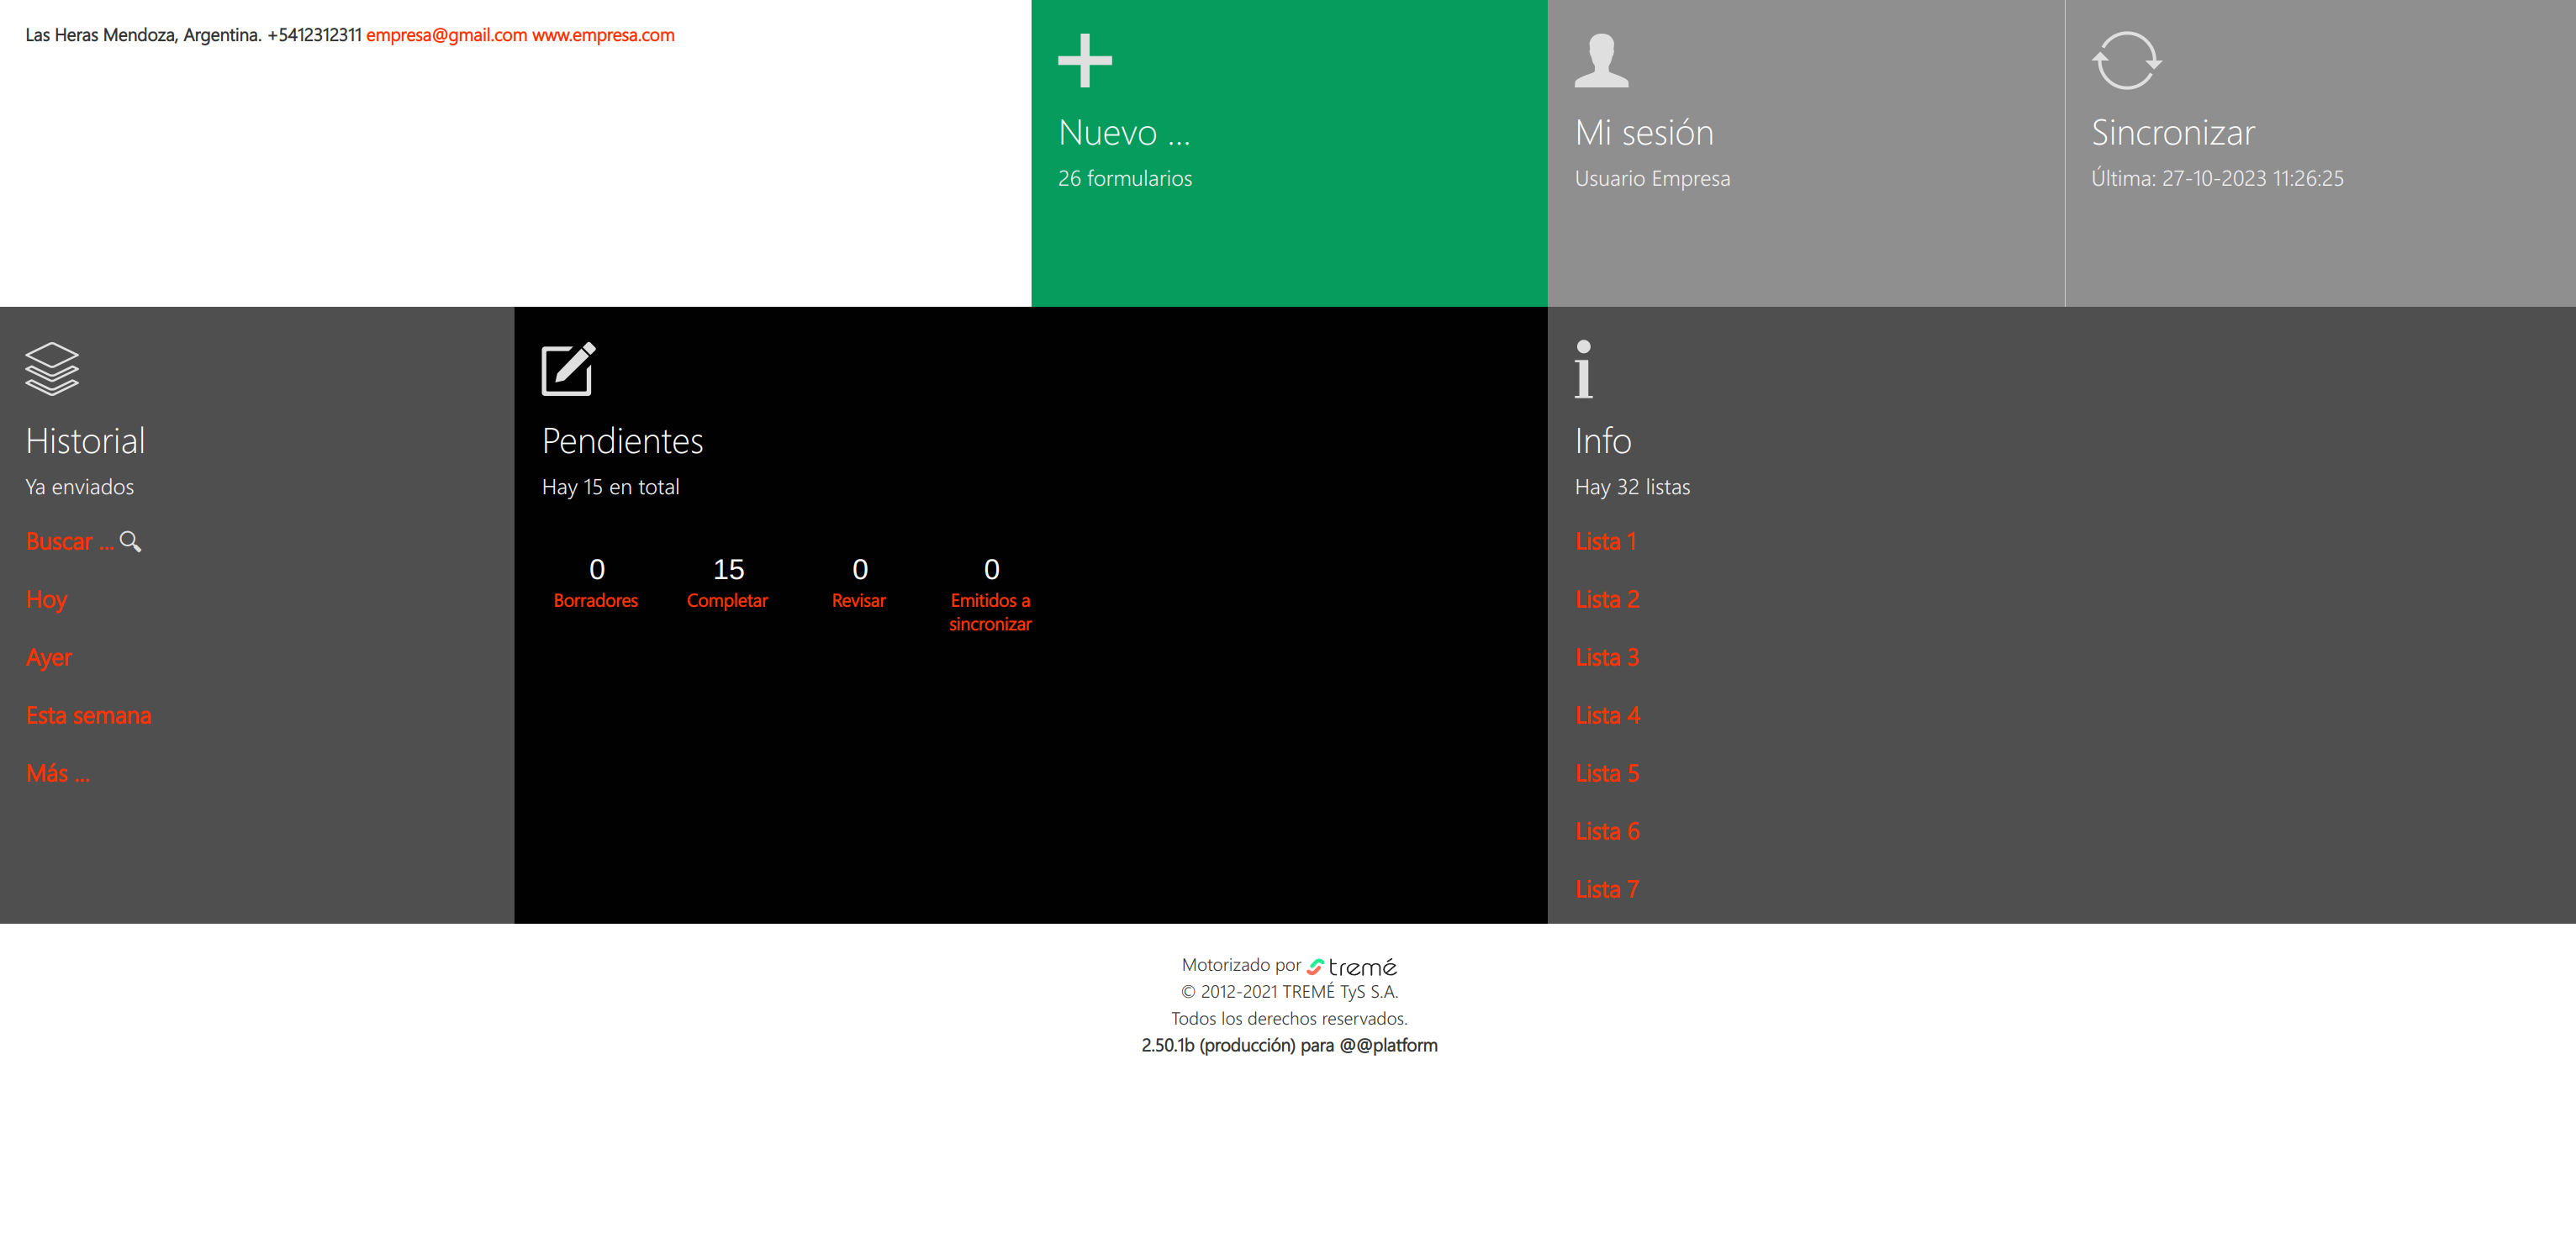 Las Heras Mendoza, Argentina. +5412312311 empresa@gmail.com www.empresa.com
Nuevo ...
26 formularios
Mi sesión
Usuario Empresa
Sincronizar
Última: 27-10-2023 11:26:25
Historial
Ya enviados
Buscar ...
Hoy
Ayer
Esta semana
Más ...
Pendientes
Hay 15 en total
0 15 0 0
Borradores Completar Revisar Emitidos a
sincronizar
Info
Hay 32 listas
Lista 1
Lista 2
Lista 3
Lista 4
Lista 5
Lista 6
Lista 7
Motorizado por tremé
© 2012-2021 TREMÉ TyS S.A.
Todos los derechos reservados.
2.50.1b (producción) para @@platform